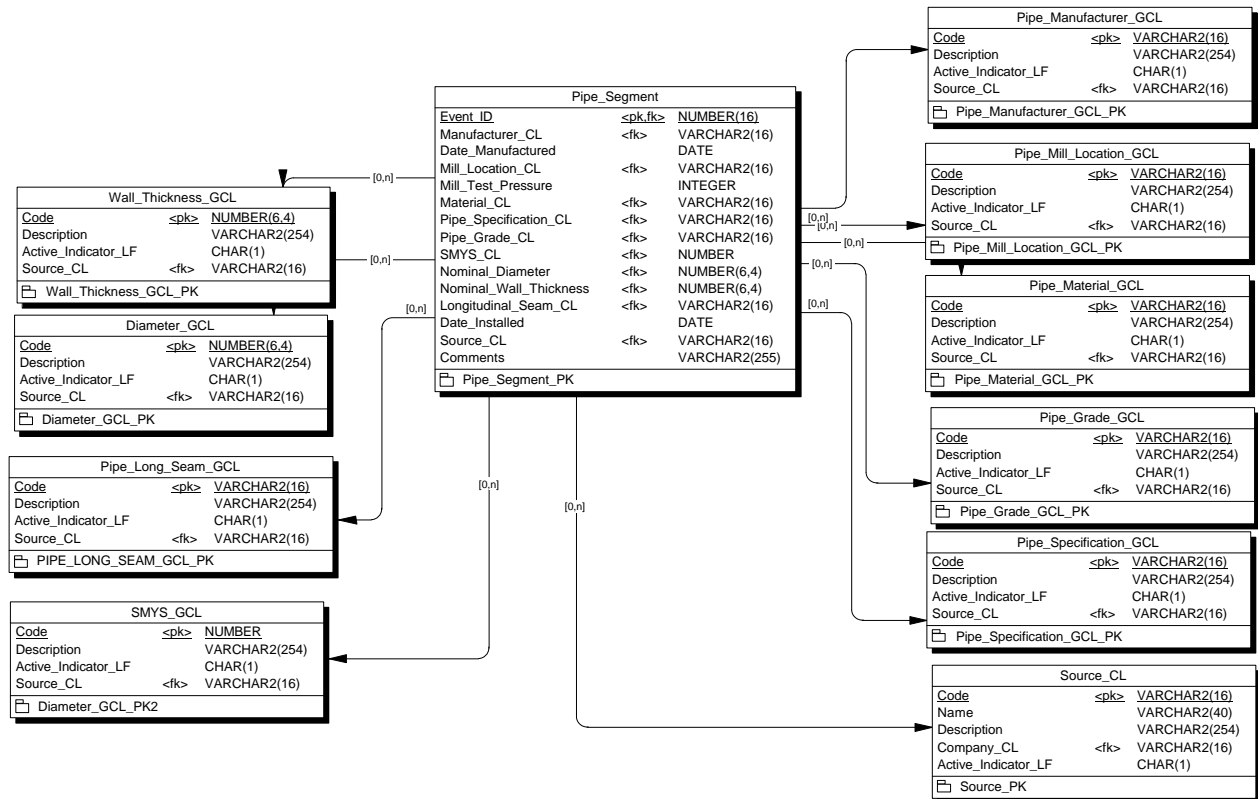 Pipe_Segment
Event_ID <pk,fk> NUMBER(16)
Manufacturer_CL <fk> VARCHAR2(16)
Date_Manufactured DATE
Mill_Location_CL <fk> VARCHAR2(16)
Mill_Test_Pressure INTEGER
Material_CL <fk> VARCHAR2(16)
Pipe_Specification_CL <fk> VARCHAR2(16)
Pipe_Grade_CL <fk> VARCHAR2(16)
SMYS_CL <fk> NUMBER
Nominal_Diameter <fk> NUMBER(6,4)
Nominal_Wall_Thickness <fk> NUMBER(6,4)
Longitudinal_Seam_CL <fk> VARCHAR2(16)
Date_Installed DATE
Source_CL <fk> VARCHAR2(16)
Comments VARCHAR2(255)
Pipe_Segment_PK
Wall_Thickness_GCL
Code <pk> NUMBER(6,4)
Description VARCHAR2(254)
Active_Indicator_LF CHAR(1)
Source_CL <fk> VARCHAR2(16)
Wall_Thickness_GCL_PK
Diameter_GCL
Code <pk> NUMBER(6,4)
Description VARCHAR2(254)
Active_Indicator_LF CHAR(1)
Source_CL <fk> VARCHAR2(16)
Diameter_GCL_PK
Pipe_Long_Seam_GCL
Code <pk> VARCHAR2(16)
Description VARCHAR2(254)
Active_Indicator_LF CHAR(1)
Source_CL <fk> VARCHAR2(16)
PIPE_LONG_SEAM_GCL_PK
SMYS_GCL
Code <pk> NUMBER
Description VARCHAR2(254)
Active_Indicator_LF CHAR(1)
Source_CL <fk> VARCHAR2(16)
Diameter_GCL_PK2
Pipe_Manufacturer_GCL
Code <pk> VARCHAR2(16)
Description VARCHAR2(254)
Active_Indicator_LF CHAR(1)
Source_CL <fk> VARCHAR2(16)
Pipe_Manufacturer_GCL_PK
Pipe_Mill_Location_GCL
Code <pk> VARCHAR2(16)
Description VARCHAR2(254)
Active_Indicator_LF CHAR(1)
Source_CL <fk> VARCHAR2(16)
Pipe_Mill_Location_GCL_PK
Pipe_Material_GCL
Code <pk> VARCHAR2(16)
Description VARCHAR2(254)
Active_Indicator_LF CHAR(1)
Source_CL <fk> VARCHAR2(16)
Pipe_Material_GCL_PK
Pipe_Grade_GCL
Code <pk> VARCHAR2(16)
Description VARCHAR2(254)
Active_Indicator_LF CHAR(1)
Source_CL <fk> VARCHAR2(16)
Pipe_Grade_GCL_PK
Pipe_Specification_GCL
Code <pk> VARCHAR2(16)
Description VARCHAR2(254)
Active_Indicator_LF CHAR(1)
Source_CL <fk> VARCHAR2(16)
Pipe_Specification_GCL_PK
Source_CL
Code <pk> VARCHAR2(16)
Name VARCHAR2(40)
Description VARCHAR2(254)
Company_CL <fk> VARCHAR2(16)
Active_Indicator_LF CHAR(1)
Source_PK
[0,n]
[0,n]
[0,n]
[0,n]
[0,n]
[0,n]
[0,n]
[0,n]
[0,n]
[0,n]